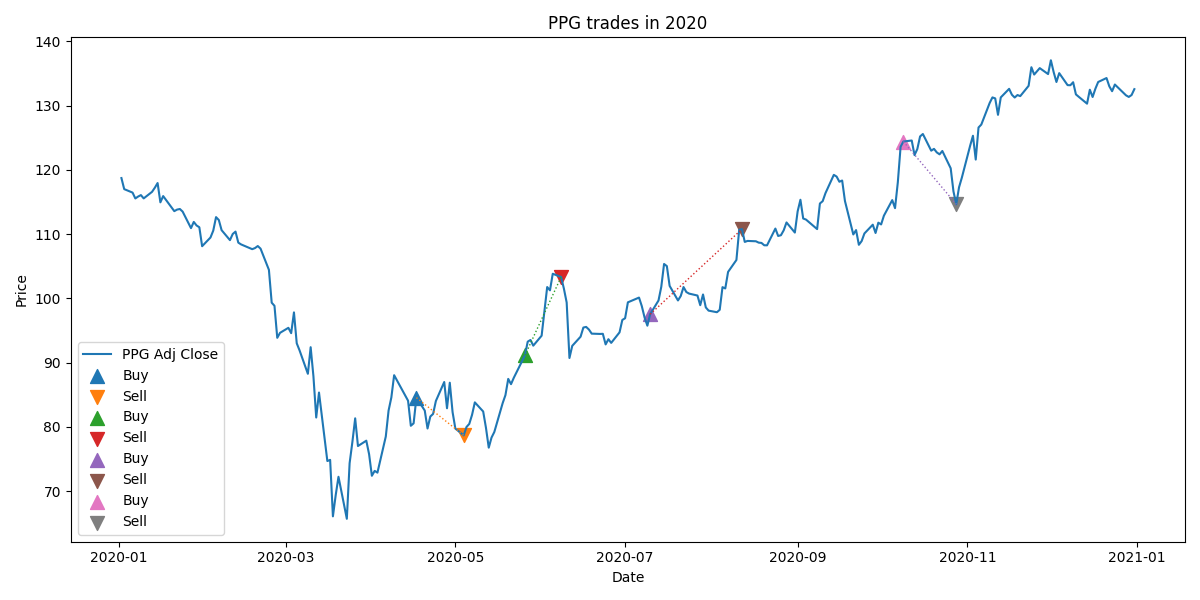 PPG trades in 2020
140
130
120
110
100
90
80
70
Price
PPG Adj Close
Buy
Sell
Buy
Sell
Buy
Sell
Buy
Sell
2020-01
2020-03
2020-05
2020-07
2020-09
2020-11
2021-01
Date